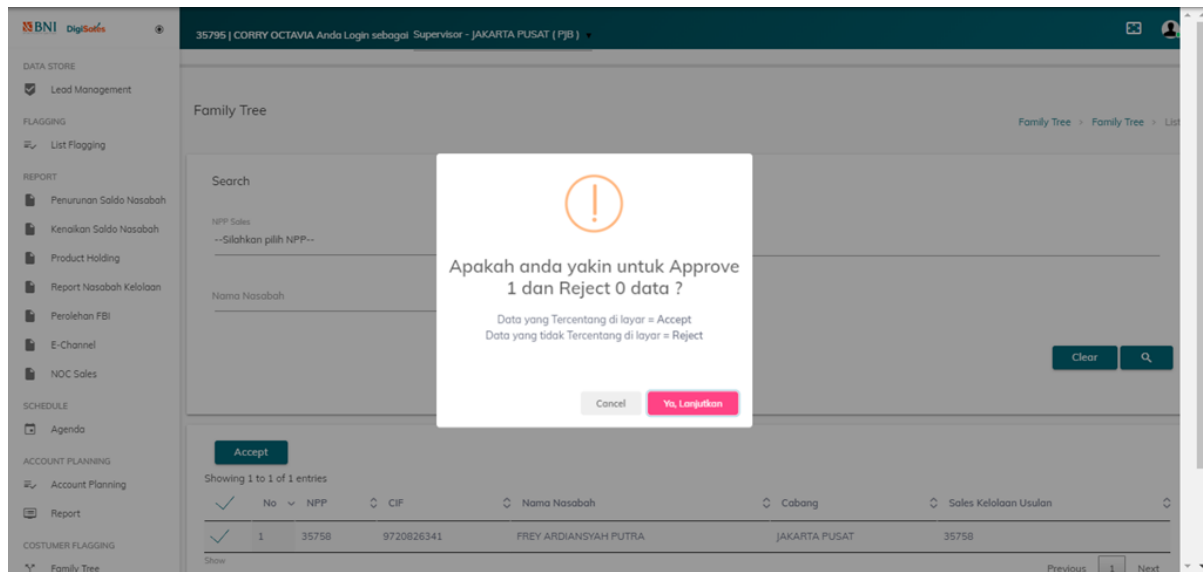 BNI DigiSales
35795 | CORRY OCTAVIA Anda Login sebagai Supervisor - JAKARTA PUSAT ( PJB )
DATA STORE
Lead Management
FLAGGING
List Flagging
REPORT
Penurunan Saldo Nasabah
Kenaikan Saldo Nasabah
Product Holding
Report Nasabah Kelolaan
Perolehan FBI
E-Channel
NOC Sales
SCHEDULE
Agenda
ACCOUNT PLANNING
Account Planning
Report
COSTUMER FLAGGING
Family Tree
Family Tree
Family Tree > Family Tree > List
Search
NPP Sales
--Silahkan pilih NPP--
Nama Nasabah
Clear
Apakah anda yakin untuk Approve
1 dan Reject 0 data ?
Data yang Tercentang di layar = Accept
Data yang tidak Tercentang di layar = Reject
Cancel Ya, Lanjutkan
Accept
Showing 1 to 1 of 1 entries
No NPP CIF Nama Nasabah Cabang Sales Kelolaan Usulan
1 35758 9720826341 FREY ARDIANSYAH PUTRA JAKARTA PUSAT 35758
Show
Previous 1 Next